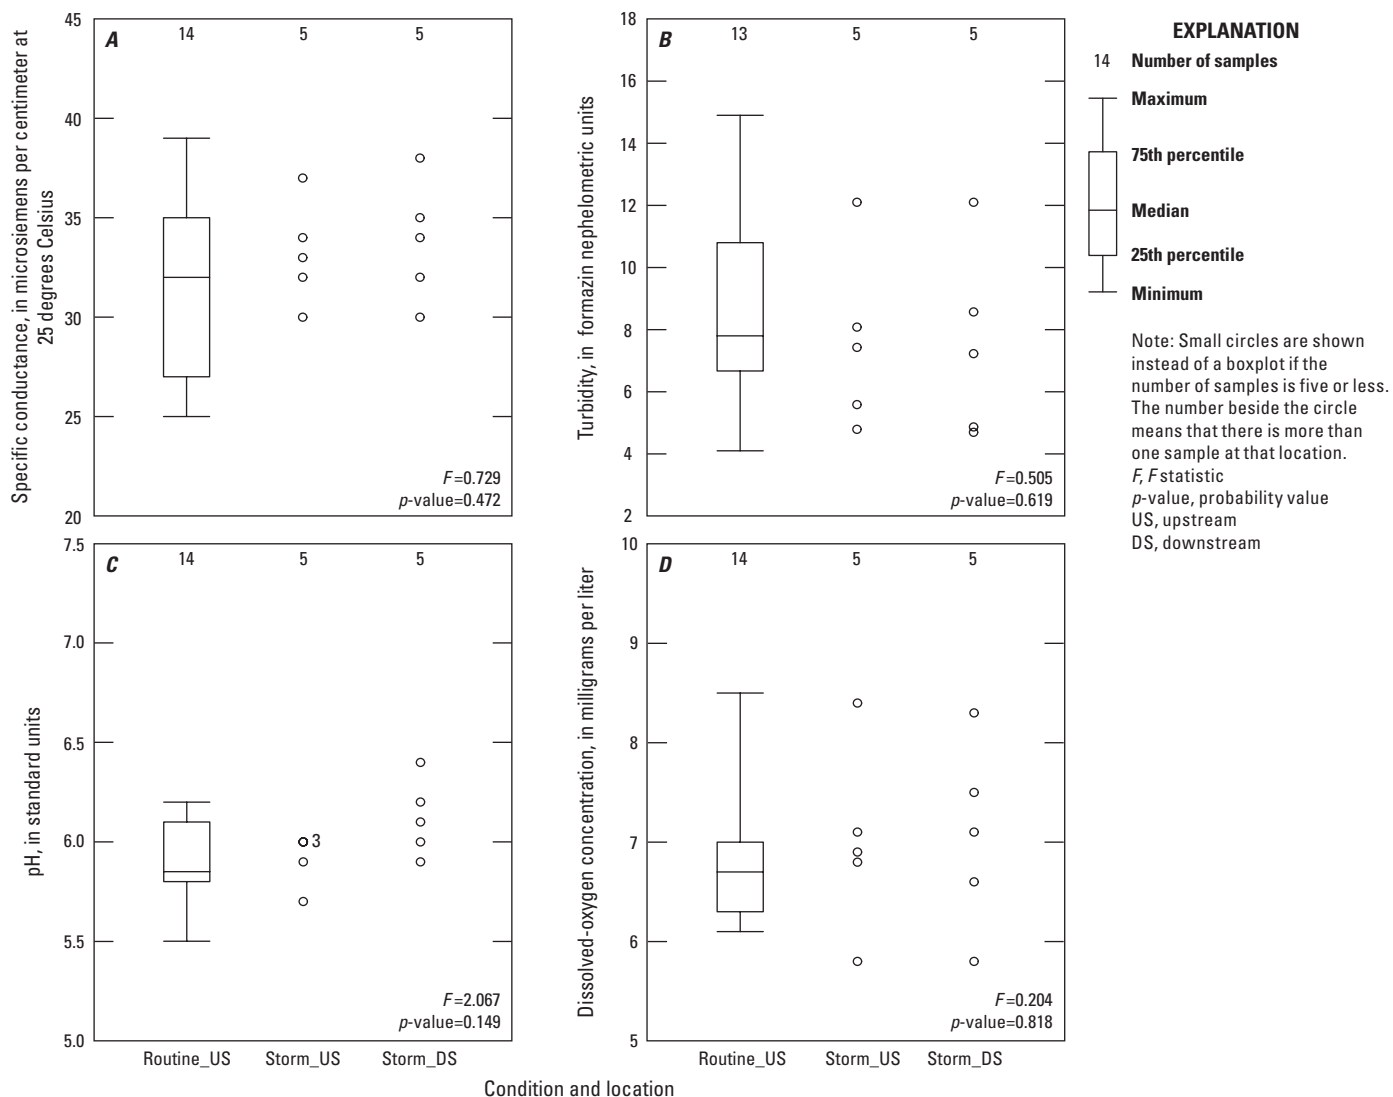 Specific conductance, in microsiemens per centimeter at
25 degrees Celsius
45
40
35
30
25
20
A
14
5
5
F=0.729
p-value=0.472
Turbidity, in formazin nephelometric units
18
16
14
12
10
8
6
4
2
B
13
5
5
F=0.505
p-value=0.619
EXPLANATION
14 Number of samples
Maximum
75th percentile
Median
25th percentile
Minimum
Note: Small circles are shown
instead of a boxplot if the
number of samples is five or less.
The number beside the circle
means that there is more than
one sample at that location.
F, F statistic
p-value, probability value
US, upstream
DS, downstream
pH, in standard units
7.5
7.0
6.5
6.0
5.5
5.0
C
14
5
5
3
F=2.067
p-value=0.149
Routine_US
Storm_US
Storm_DS
Dissolved-oxygen concentration, in milligrams per liter
10
9
8
7
6
5
D
14
5
5
F=0.204
p-value=0.818
Routine_US
Storm_US
Storm_DS
Condition and location